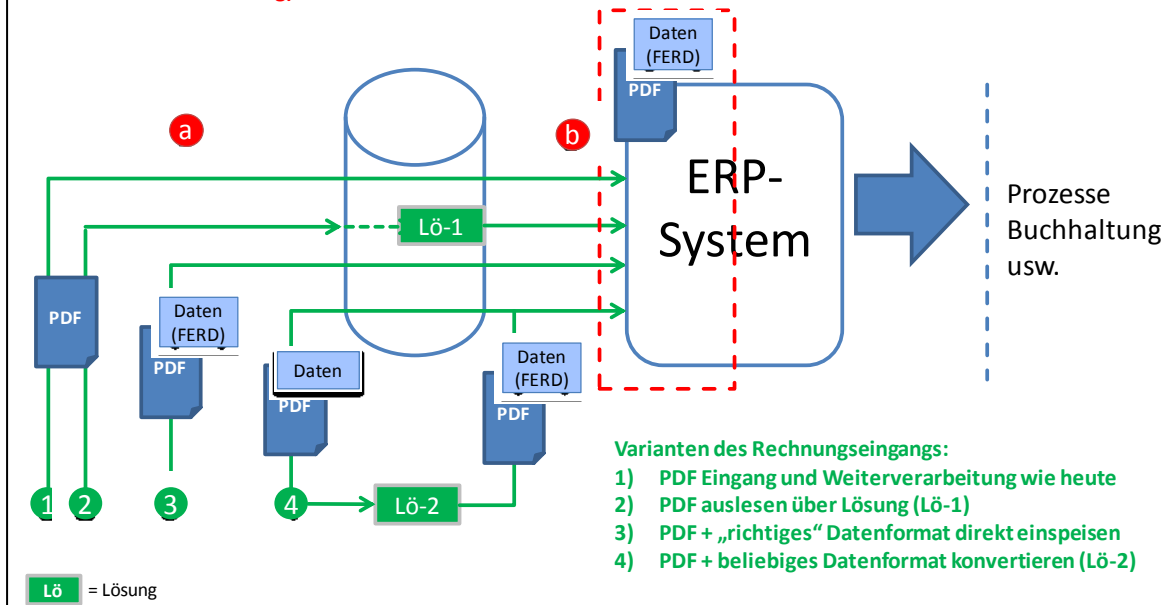 Daten
(FERD)
PDF
a
b
ERP-
System
Prozesse
Buchhaltung
usw.
Lö-1
PDF
Daten
(FERD)
PDF
Daten
PDF
Daten
(FERD)
PDF
1
2
3
4
Lö-2
Varianten des Rechnungseingangs:
1) PDF Eingang und Weiterverarbeitung wie heute
2) PDF auslesen über Lösung (Lö-1)
3) PDF + „richtiges“ Datenformat direkt einspeisen
4) PDF + beliebiges Datenformat konvertieren (Lö-2)
Lö = Lösung